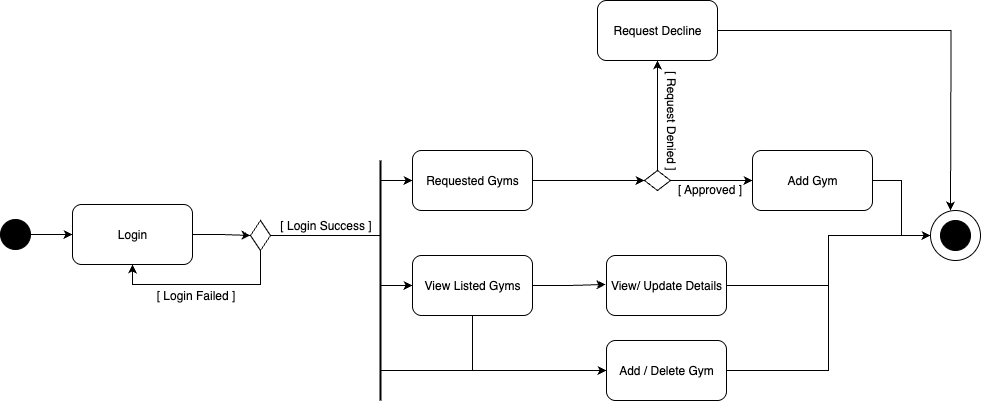 Request Decline
[ Request Denied ]
Requested Gyms
[ Approved ]
Add Gym
Login
[ Login Success ]
[ Login Failed ]
View Listed Gyms
View/ Update Details
Add / Delete Gym